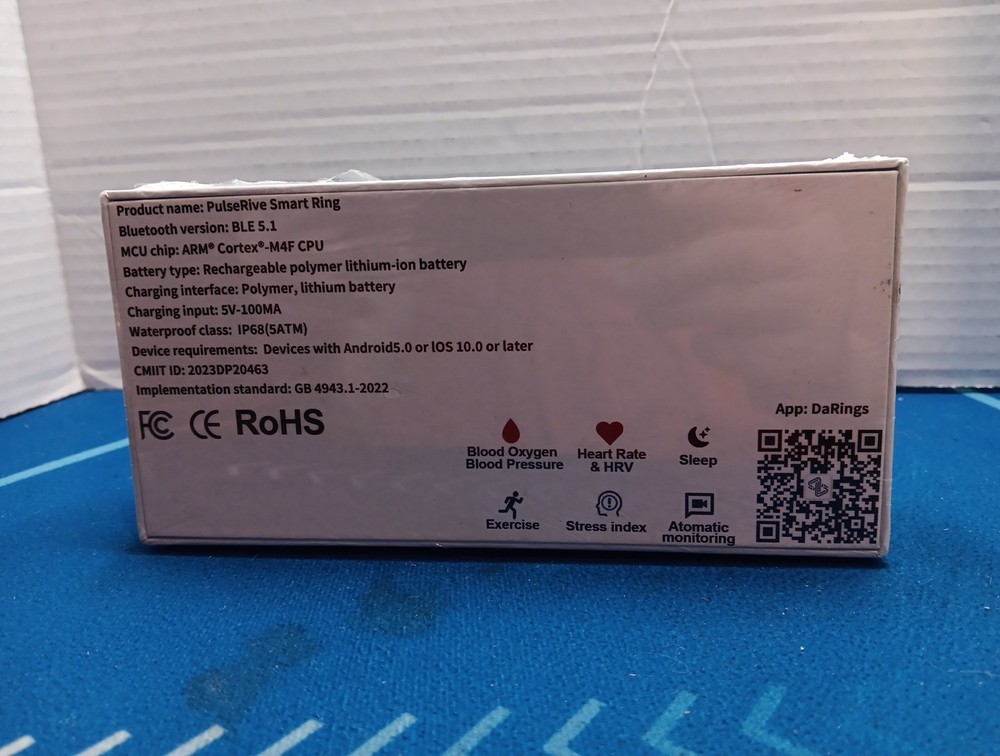 Product name: PulseRive Smart Ring
Bluetooth version: BLE 5.1
MCU chip: ARM® Cortex®-M4F CPU
Battery type: Rechargeable polymer lithium-ion battery
Charging interface: Polymer, lithium battery
Charging input: 5V-100MA
Waterproof class: IP68(5ATM)
Device requirements: Devices with Android5.0 or lOS 10.0 or later
CMIIT ID: 2023DP20463
Implementation standard: GB 4943.1-2022
FC CE RoHS
App: DaRings
Blood Oxygen
Blood Pressure
Heart Rate
& HRV
Sleep
Exercise
Stress index
Atomatic
monitoring